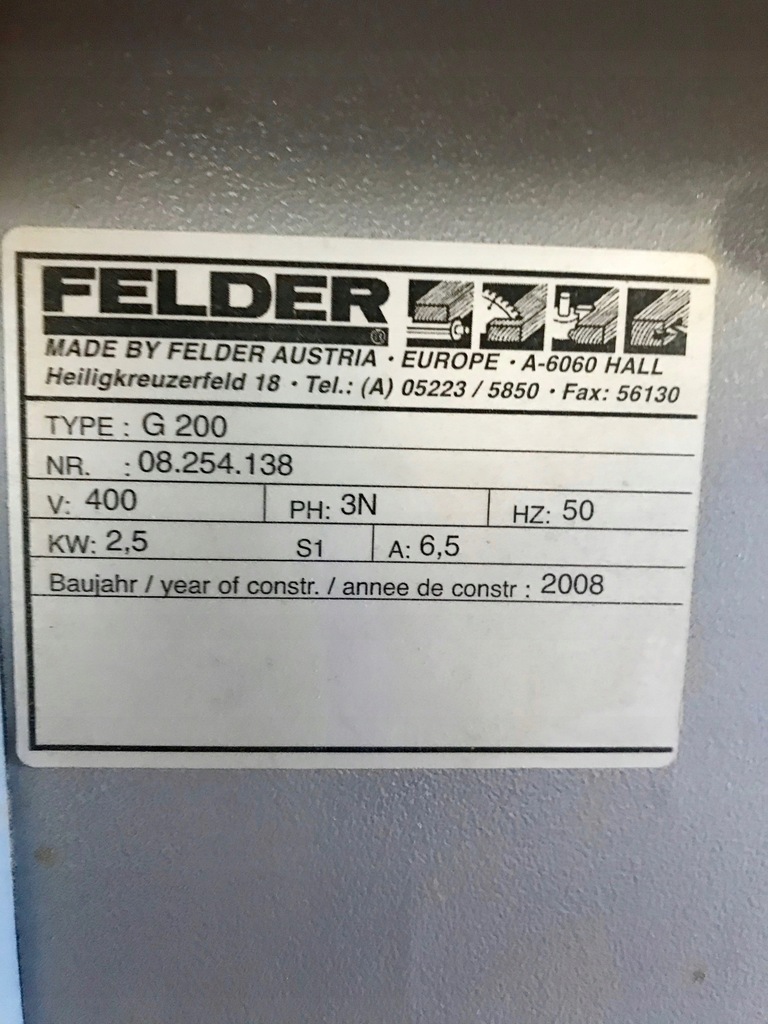 FELDER
MADE BY FELDER AUSTRIA · EUROPE · A-6060 HALL
Heiligkreuzerfeld 18 · Tel.: (A) 05223 / 5850 · Fax: 56130
TYPE : G 200
NR. : 08.254.138
V: 400 PH: 3N HZ: 50
KW: 2,5 S1 A: 6,5
Baujahr / year of constr. / annee de constr : 2008